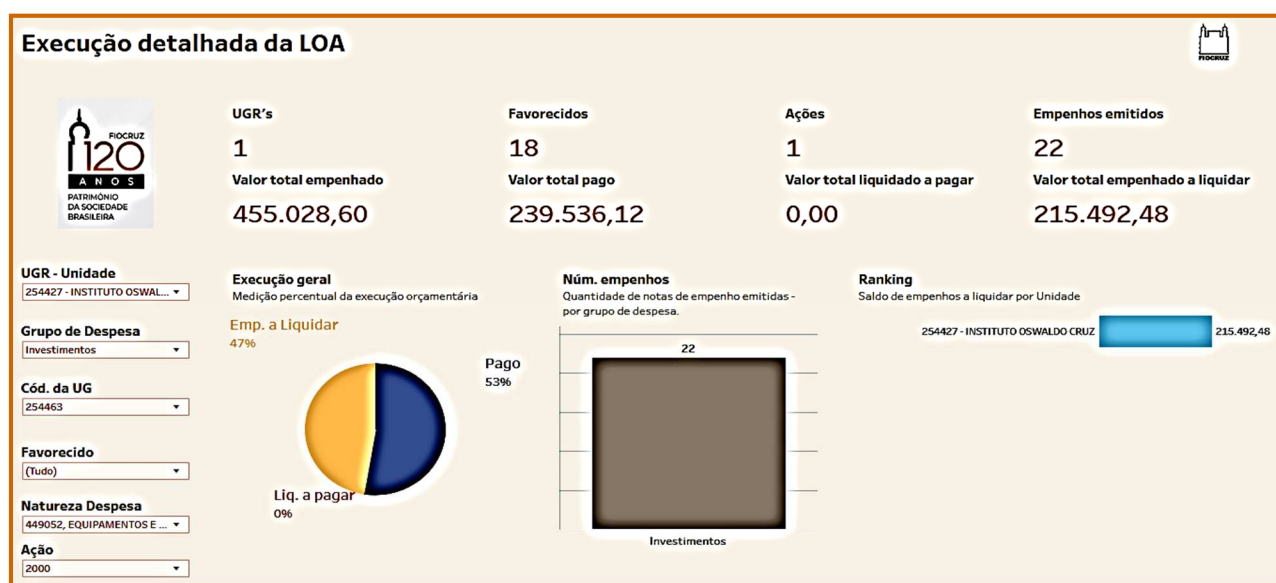 Execução detalhada da LOA
FIOCRUZ
FIOCRUZ
120
ANOS
PATRIMÔNIO
DA SOCIEDADE
BRASILEIRA
UGR's
1
Favorecidos
18
Ações
1
Empenhos emitidos
22
Valor total empenhado
455.028,60
Valor total pago
239.536,12
Valor total liquidado a pagar
0,00
Valor total empenhado a liquidar
215.492,48
UGR - Unidade
254427 - INSTITUTO OSWAL...
Grupo de Despesa
Investimentos
Cód. da UG
254463
Favorecido
(Tudo)
Natureza Despesa
449052, EQUIPAMENTOS E ...
Ação
2000
Execução geral
Medição percentual da execução orçamentária
Emp. a Liquidar
47%
Pago
53%
Liq. a pagar
0%
Núm. empenhos
Quantidade de notas de empenho emitidas -
por grupo de despesa.
22
Investimentos
Ranking
Saldo de empenhos a liquidar por Unidade
254427 - INSTITUTO OSWALDO CRUZ 215.492,48